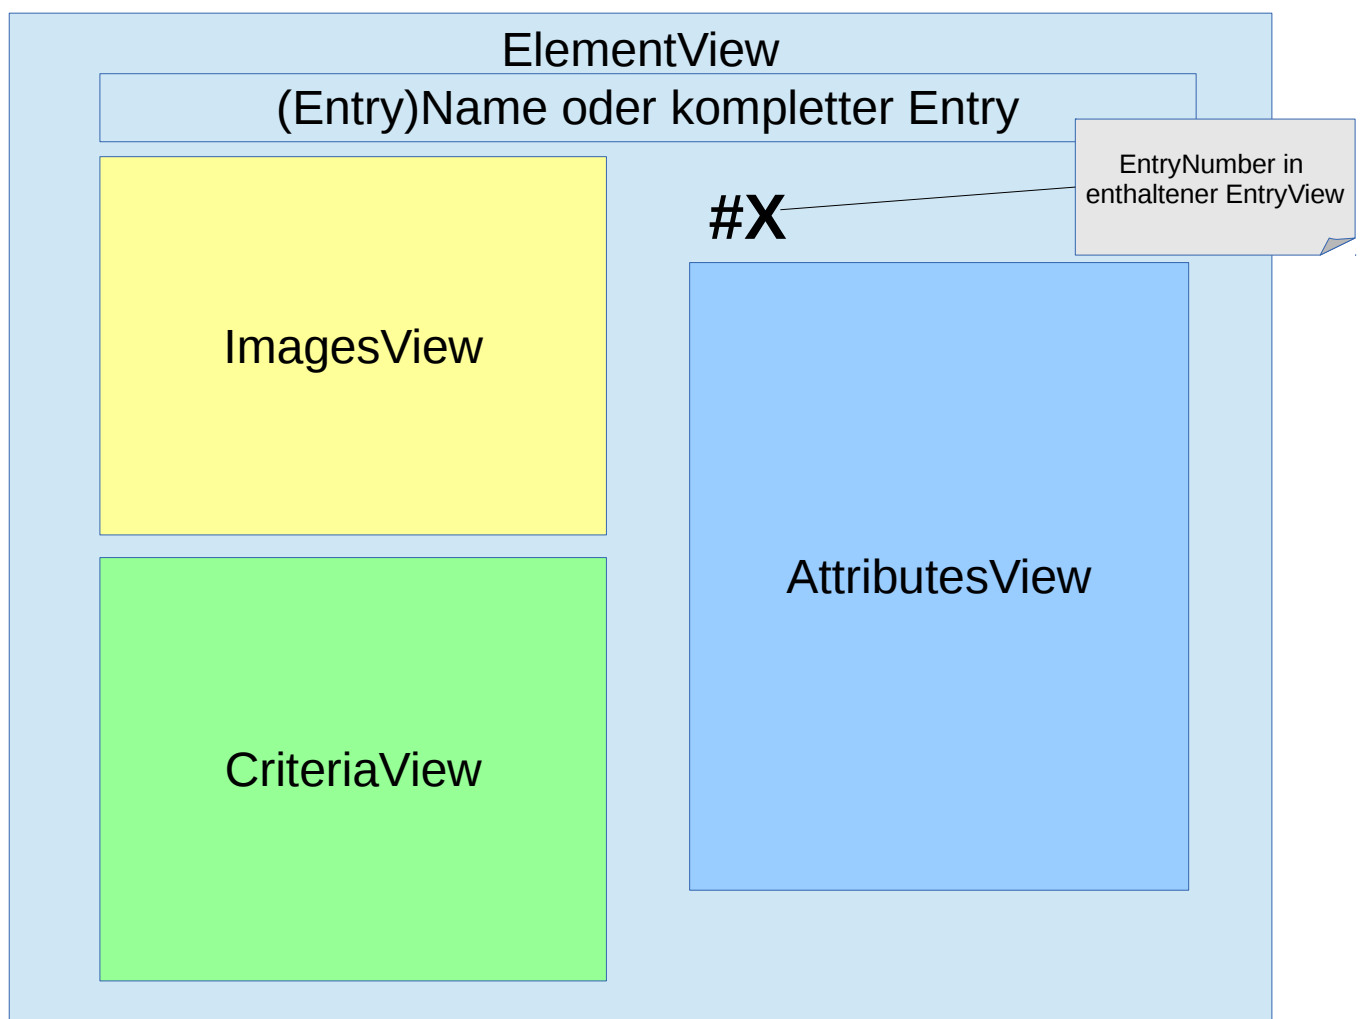 ElementView
(Entry)Name oder kompletter Entry
EntryNumber in
enthaltener EntryView
#X
ImagesView
AttributesView
CriteriaView